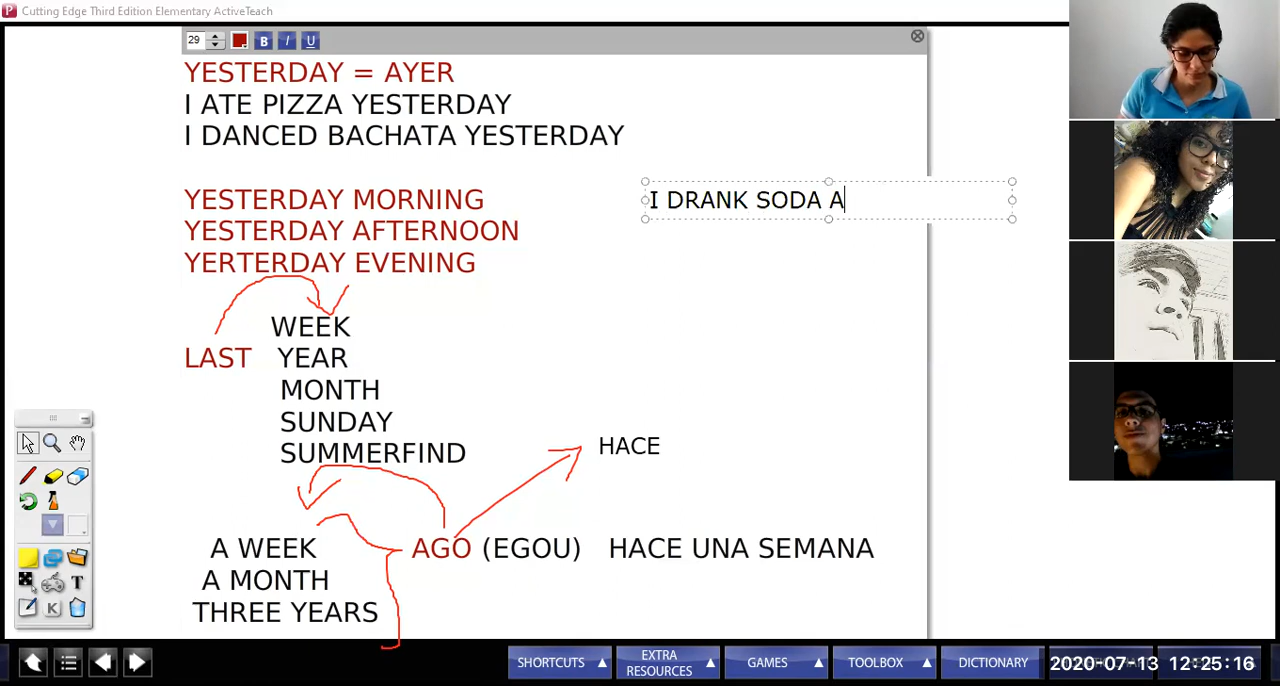 Cutting Edge Third Edition Elementary ActiveTeach
29 B I U
YESTERDAY = AYER
I ATE PIZZA YESTERDAY
I DANCED BACHATA YESTERDAY
I DRANK SODA A
YESTERDAY MORNING
YESTERDAY AFTERNOON
YERTERDAY EVENING
WEEK
LAST YEAR
MONTH
SUNDAY
SUMMERFIND
HACE
A WEEK AGO (EGOU) HACE UNA SEMANA
A MONTH
THREE YEARS
T
K
SHORTCUTS
EXTRA RESOURCES
GAMES
TOOLBOX
DICTIONARY
2020-07-13 12:25:16